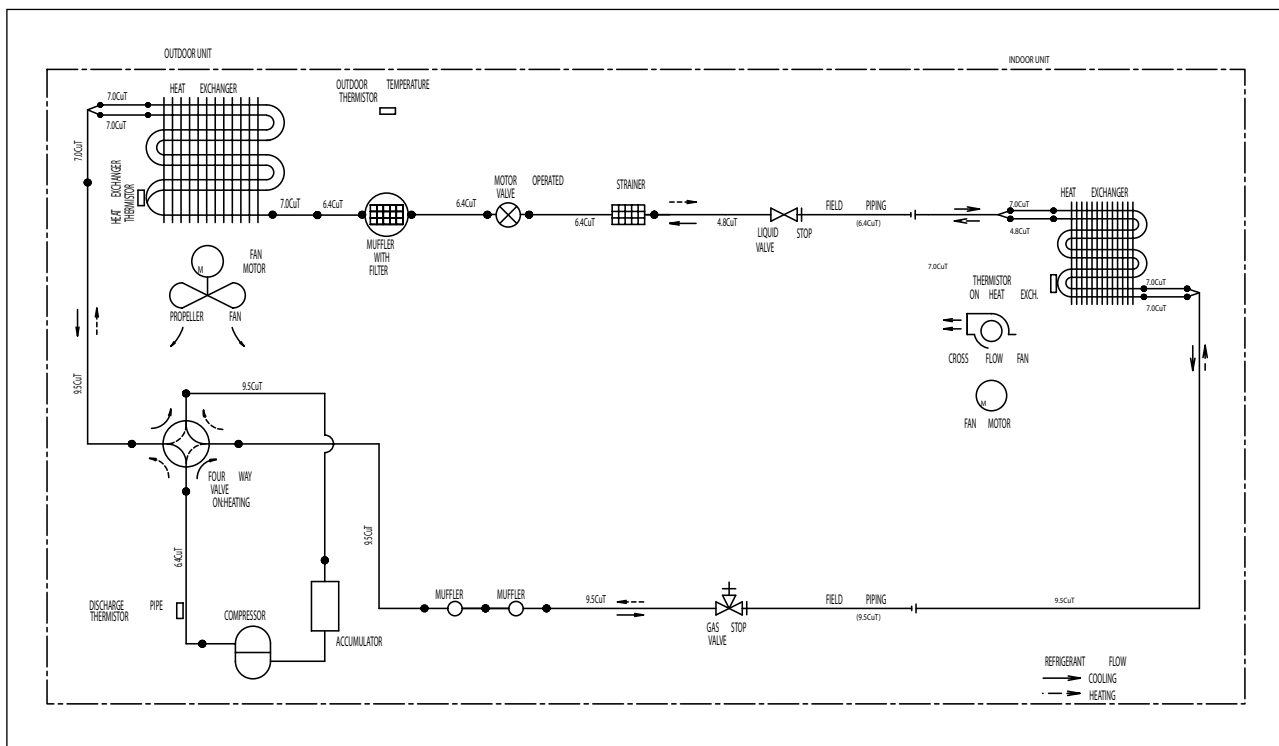 OUTDOOR UNIT
INDOOR UNIT
HEAT EXCHANGER
OUTDOOR TEMPERATURE
THERMISTOR
7.0CuT
7.0CuT
7.0CuT
HEAT EXCHANGER
THERMISTOR
7.0CuT
6.4CuT
MUFFLER
WITH
FILTER
6.4CuT
MOTOR OPERATED
VALVE
6.4CuT
STRAINER
4.8CuT
LIQUID STOP
VALVE
FIELD PIPING
(6.4CuT)
HEAT EXCHANGER
7.0CuT
4.8CuT
7.0CuT
THERMISTOR
ON HEAT EXCH.
7.0CuT
7.0CuT
FAN
MOTOR
M
PROPELLER FAN
CROSS FLOW FAN
M
FAN MOTOR
9.5CuT
9.5CuT
FOUR WAY
VALVE
ON:HEATING
6.4CuT
9.5CuT
DISCHARGE PIPE
THERMISTOR
COMPRESSOR
ACCUMULATOR
MUFFLER
MUFFLER
9.5CuT
GAS STOP
VALVE
FIELD PIPING
(9.5CuT)
9.5CuT
REFRIGERANT FLOW
COOLING
HEATING